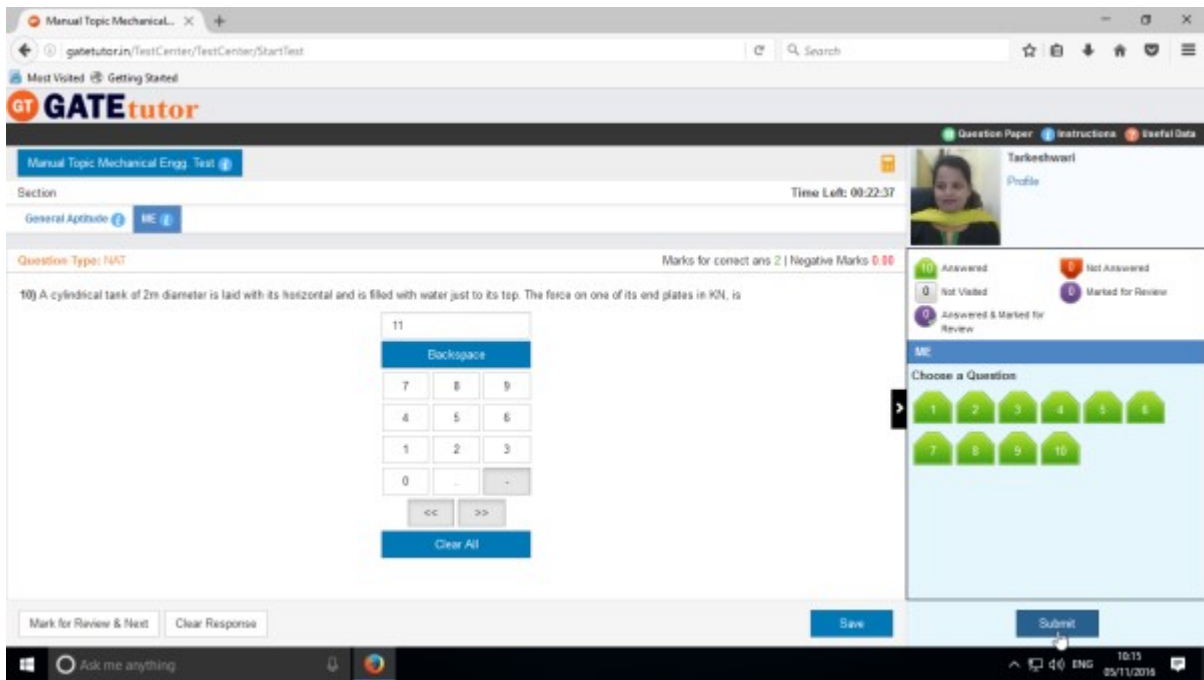 Manual Topic Mechanical...
gatetutor.in/TestCenter/TestCenter/StartTest
Search
Most Visited Getting Started
GT GATEtutor
Question Paper Instructions Useful Data
Manual Topic Mechanical Engg. Test
Tarkeshwari
Profile
Section Time Left: 00:22:37
General Aptitude ME
Question Type: NAT Marks for correct ans 2 | Negative Marks 0.00
10) A cylindrical tank of 2m diameter is laid with its horizontal and is filled with water just to its top. The force on one of its end plates in KN, is
11
Backspace
7 8 9
4 5 6
1 2 3
0 . -
<< >>
Clear All
10 Answered 0 Not Answered
0 Not Visited 0 Marked for Review
0 Answered & Marked for
Review
ME
Choose a Question
1 2 3 4 5 6
7 8 9 10
Mark for Review & Next Clear Response Save Submit
Ask me anything
ENG 10:15
05/11/2016